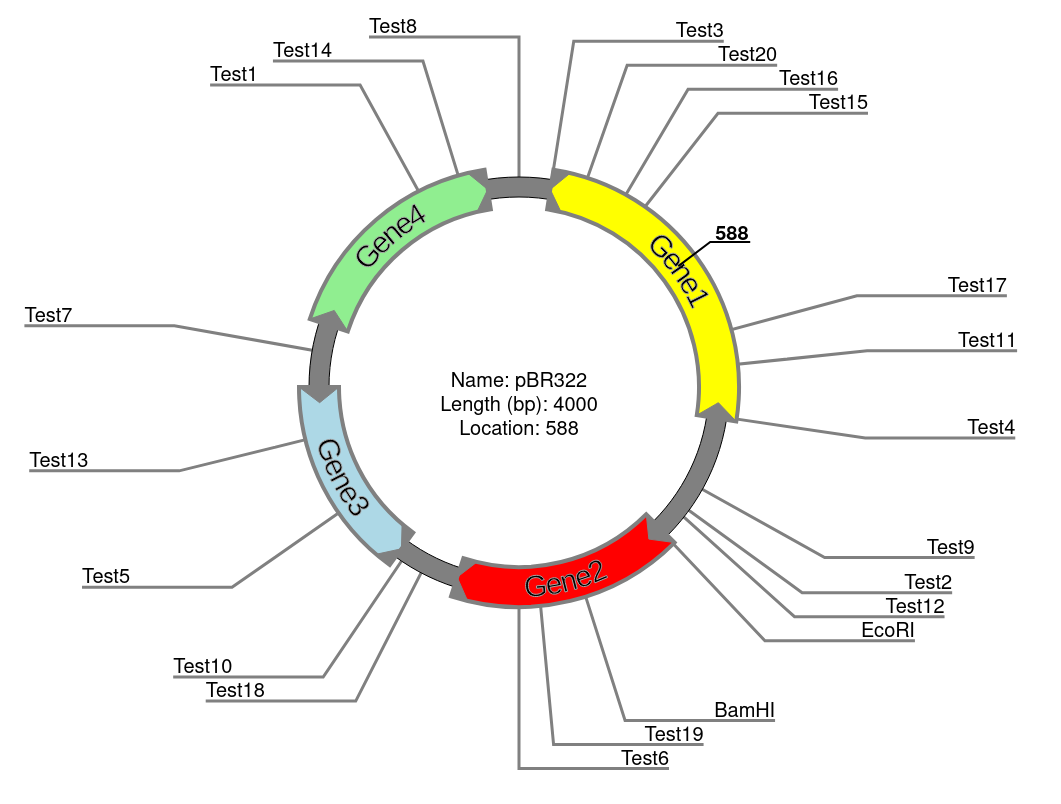 Test8
Test3
Test14
Test20
Test1
Test16
Test15
Gene4
Gene1
588
Test17
Test7
Test11
Name: pBR322
Length (bp): 4000
Location: 588
Test4
Test13
Gene3
Test9
Test5
Gene2
Test2
Test12
EcoRI
Test10
Test18
BamHI
Test19
Test6